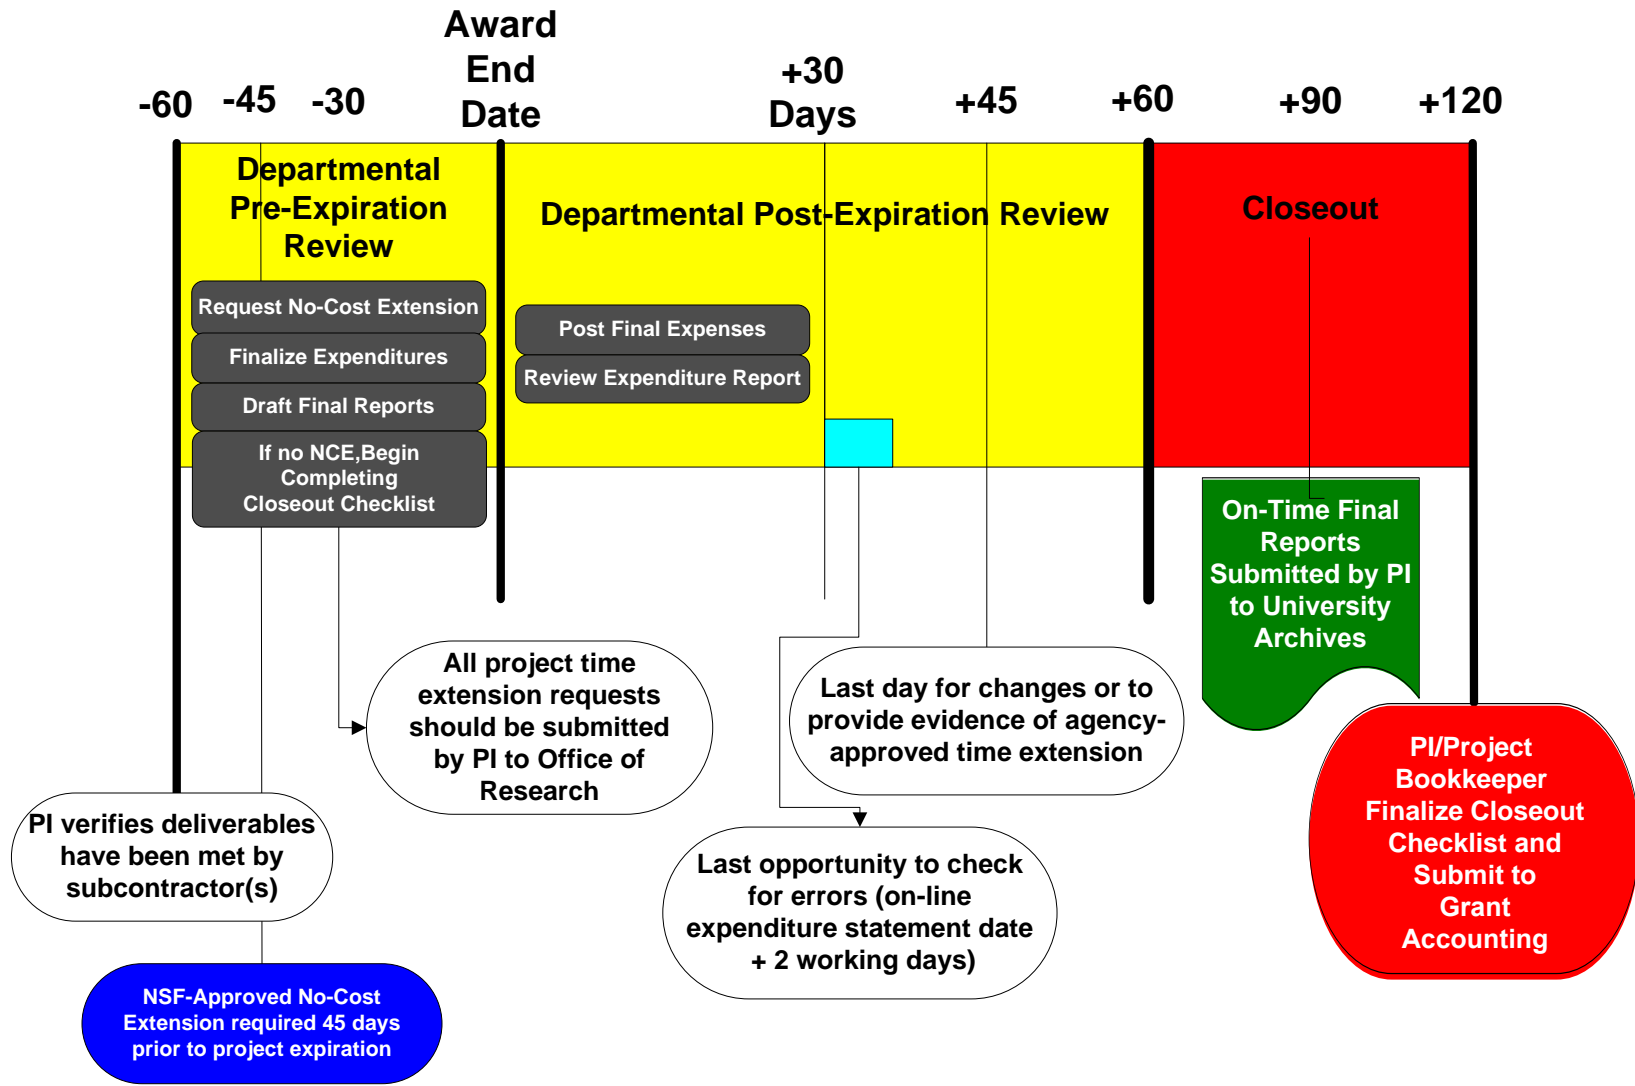 Award
End
Date
+30
Days
-60
-45
-30
+45
+60
+90
+120
Departmental
Pre-Expiration
Review
Departmental Post-Expiration Review
Closeout
Request No-Cost Extension
Finalize Expenditures
Draft Final Reports
If no NCE,Begin
Completing
Closeout Checklist
Post Final Expenses
Review Expenditure Report
On-Time Final
Reports
Submitted by PI
to University
Archives
All project time
extension requests
should be submitted
by PI to Office of
Research
Last day for changes or to
provide evidence of agency-
approved time extension
PI/Project
Bookkeeper
Finalize Closeout
Checklist and
Submit to
Grant
Accounting
PI verifies deliverables
have been met by
subcontractor(s)
Last opportunity to check
for errors (on-line
expenditure statement date
+ 2 working days)
NSF-Approved No-Cost
Extension required 45 days
prior to project expiration